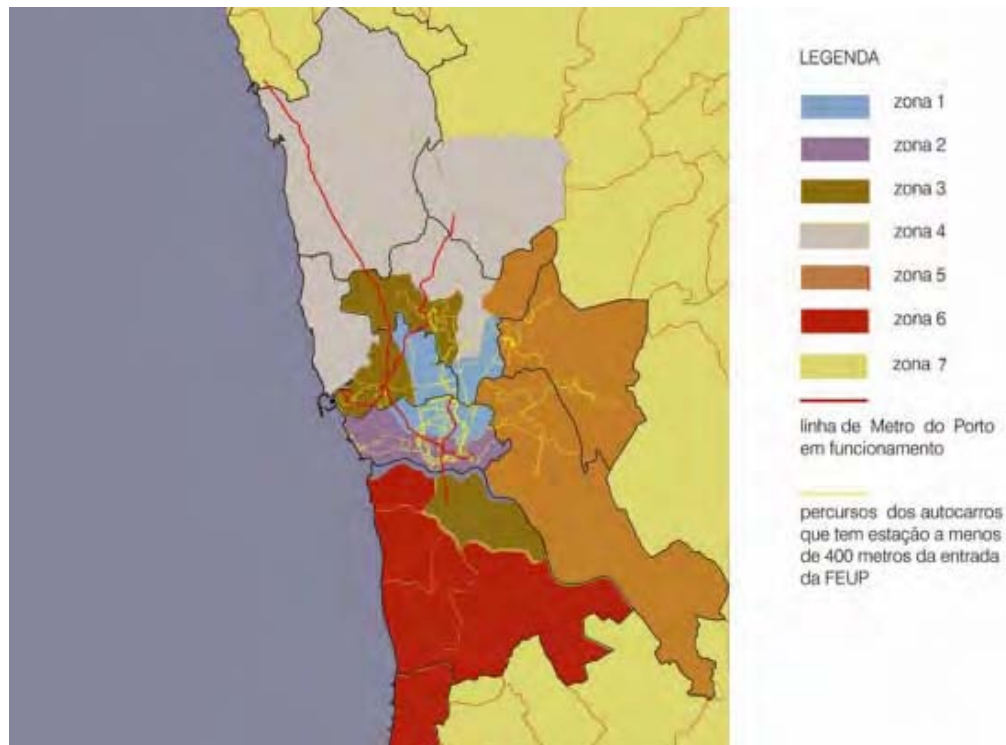 LEGENDA
zona 1
zona 2
zona 3
zona 4
zona 5
zona 6
zona 7
linha de Metro do Porto
em funcionamento
percursos dos autocarros
que tem estação a menos
de 400 metros da entrada
da FEUP